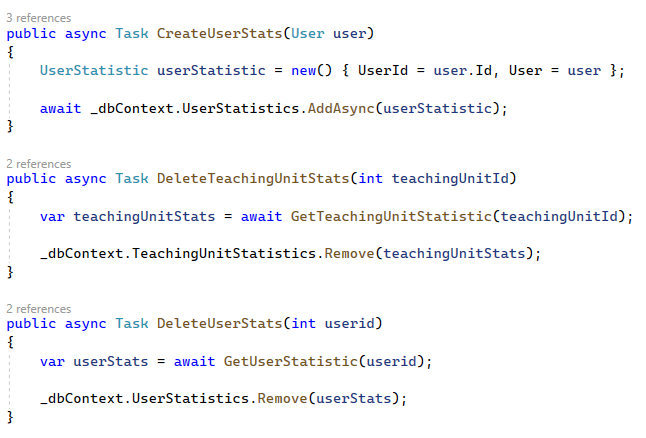 3 references
public async Task CreateUserStats(User user)
{
UserStatistic userStatistic = new() { UserId = user.Id, User = user };
await _dbContext.UserStatistics.AddAsync(userStatistic);
}
2 references
public async Task DeleteTeachingUnitStats(int teachingUnitId)
{
var teachingUnitStats = await GetTeachingUnitStatistic(teachingUnitId);
_dbContext.TeachingUnitStatistics.Remove(teachingUnitStats);
}
2 references
public async Task DeleteUserStats(int userid)
{
var userStats = await GetUserStatistic(userid);
_dbContext.UserStatistics.Remove(userStats);
}